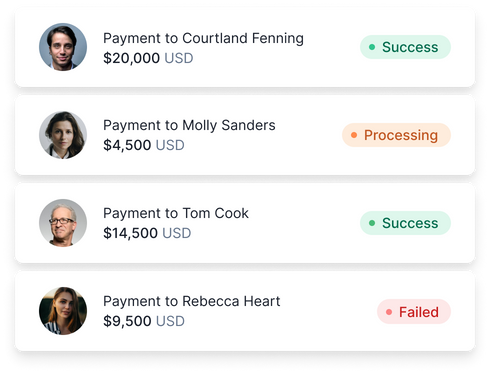 Payment to Courtland Fenning
Success
$20,000 USD
Payment to Molly Sanders
Processing
$4,500 USD
Payment to Tom Cook
Success
$14,500 USD
Payment to Rebecca Heart
Failed
$9,500 USD